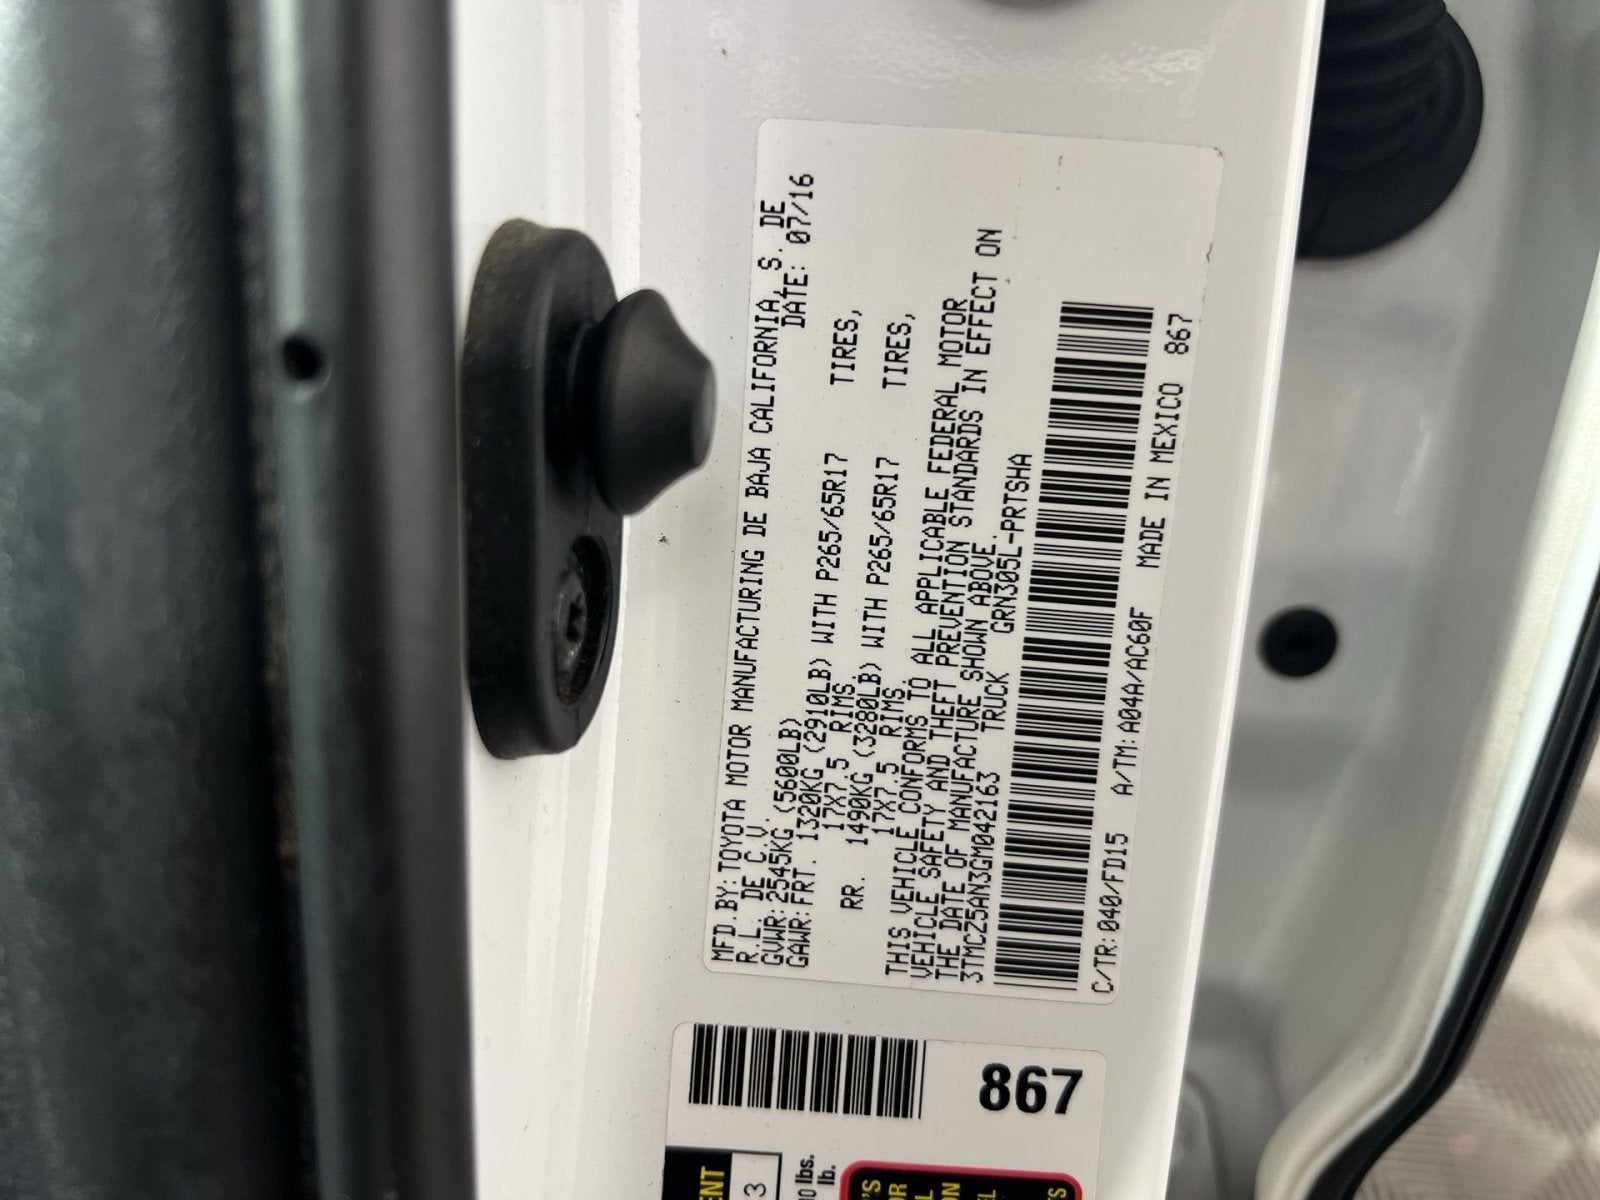 MFD.BY:TOYOTA MOTOR MANUFACTURING DE BAJA CALIFORNIA,S. DE
R.L. DE C.V. DATE: 07/16
GVWR:2545KG (5600LB)
GAWR:FRT. 1320KG (2910LB) WITH P265/65R17 TIRES,
17X7.5 RIMS.
RR. 1490KG (3280LB) WITH P265/65R17 TIRES,
17X7.5 RIMS.
THIS VEHICLE CONFORMS TO ALL APPLICABLE FEDERAL MOTOR
VEHICLE SAFETY AND THEFT PREVENTION STANDARDS IN EFFECT ON
THE DATE OF MANUFACTURE SHOWN ABOVE.
3TMCZ5AN3GM042163 TRUCK GRN305L-PRTSHA
C/TR:040/FD15 A/TM:A04A/AC60F MADE IN MEXICO 867
867